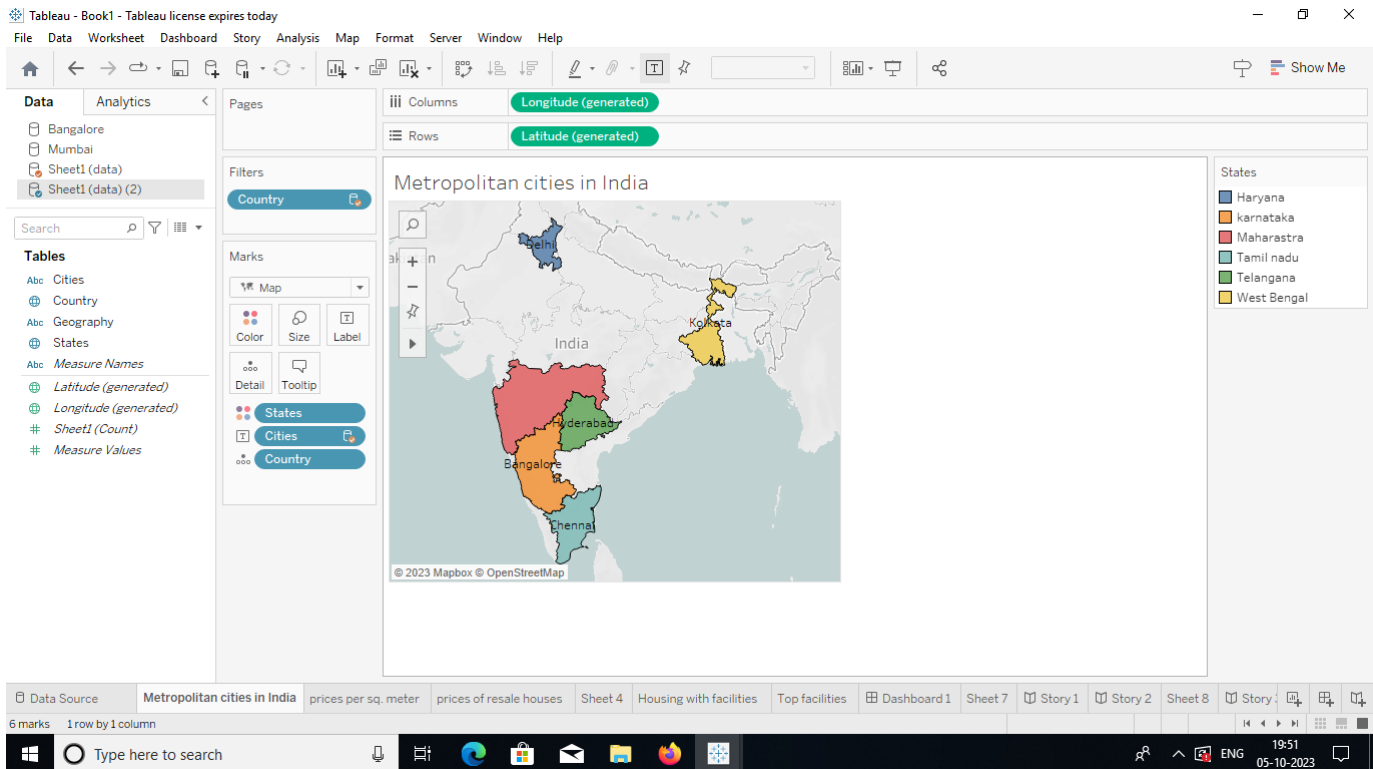 Tableau - Book1 - Tableau license expires today
File Data Worksheet Dashboard Story Analysis Map Format Server Window Help
Show Me
Data Analytics
Bangalore
Mumbai
Sheet1 (data)
Sheet1 (data) (2)
Search
Tables
Abc Cities
Country
Abc Geography
States
Abc Measure Names
Latitude (generated)
Longitude (generated)
Sheet1 (Count)
Measure Values
Pages
Filters
Country
Marks
Map
Color Size Label
Detail Tooltip
States
Cities
Country
Columns Longitude (generated)
Rows Latitude (generated)
Metropolitan cities in India
Delhi
Kolkata
India
Hyderabad
Bangalore
Chennai
© 2023 Mapbox © OpenStreetMap
States
Haryana
karnataka
Maharastra
Tamil nadu
Telangana
West Bengal
Data Source Metropolitan cities in India prices per sq. meter prices of resale houses Sheet 4 Housing with facilities Top facilities Dashboard 1 Sheet 7 Story 1 Story 2 Sheet 8 Story
6 marks 1 row by 1 column
Type here to search
ENG
19:51
05-10-2023